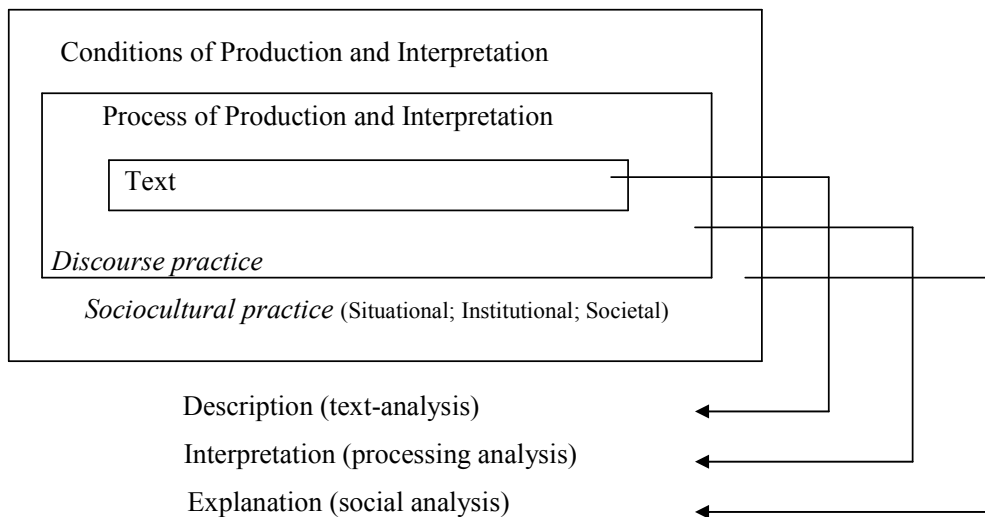 Conditions of Production and Interpretation
Process of Production and Interpretation
Text
Discourse practice
Sociocultural practice (Situational; Institutional; Societal)
Description (text-analysis)
Interpretation (processing analysis)
Explanation (social analysis)